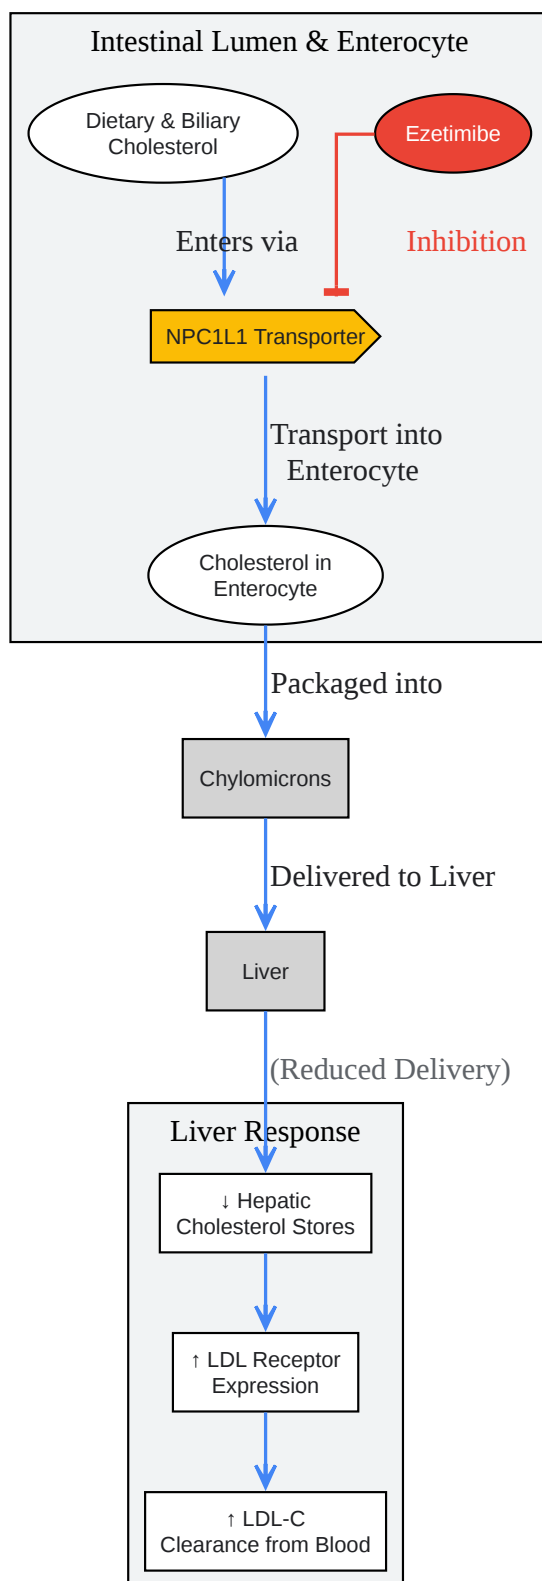 Intestinal Lumen & Enterocyte
Dietary & Biliary
Cholesterol
Ezetimibe
Enters via
Inhibition
NPC1L1 Transporter
Transport into
Enterocyte
Cholesterol in
Enterocyte
Packaged into
Chylomicrons
Delivered to Liver
Liver
(Reduced Delivery)
Liver Response
↓ Hepatic
Cholesterol Stores
↑ LDL Receptor
Expression
↑ LDL-C
Clearance from Blood